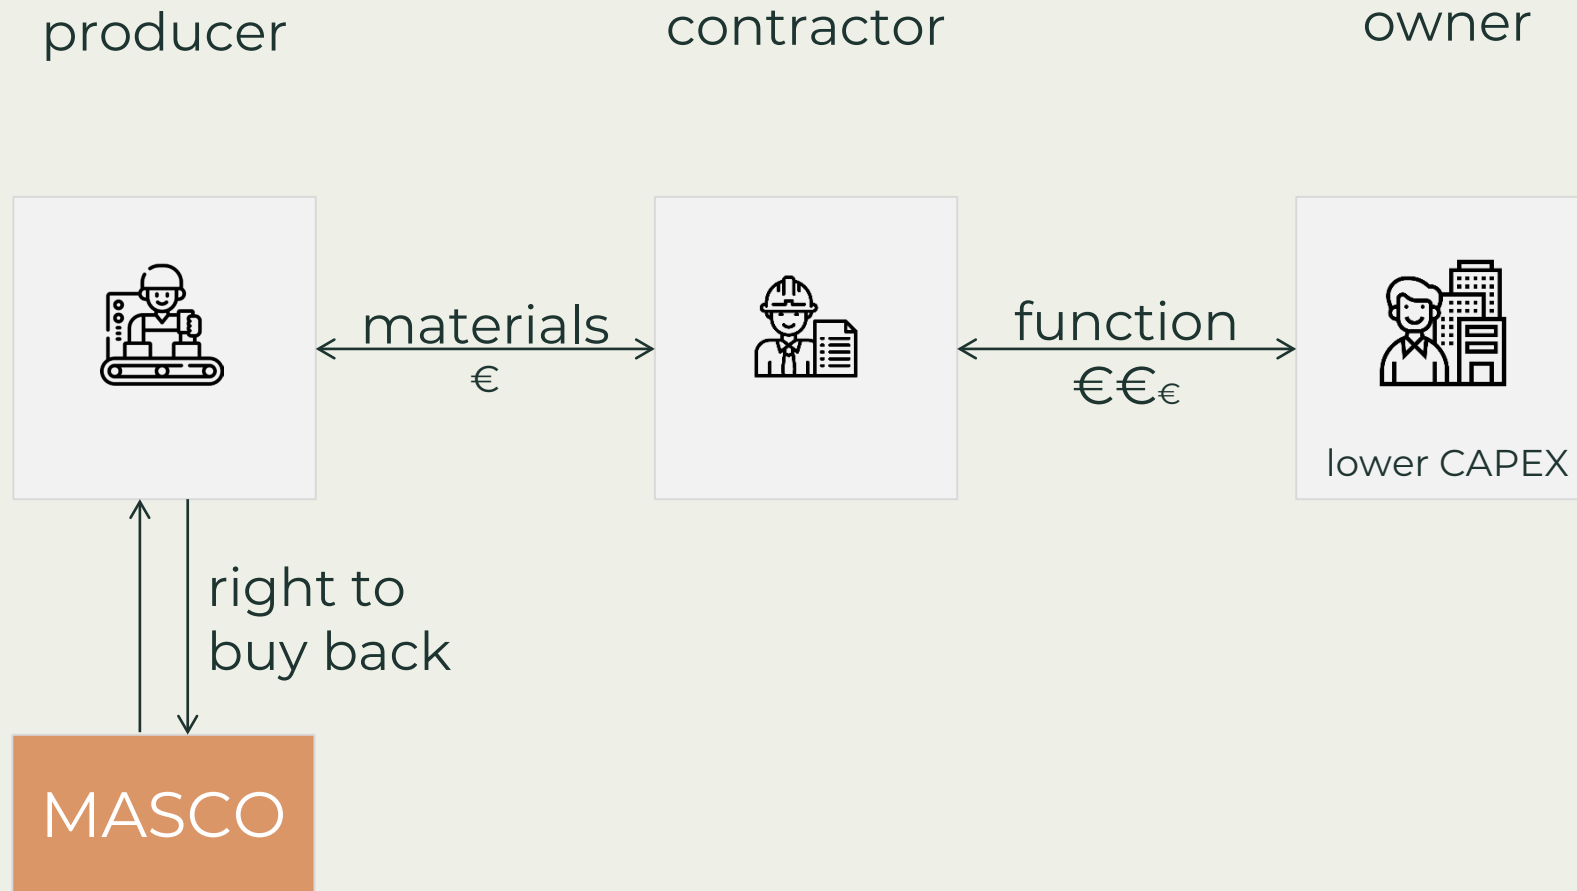 producer
contractor
owner
materials
€
function
€€€
lower CAPEX
right to
buy back
MASCO